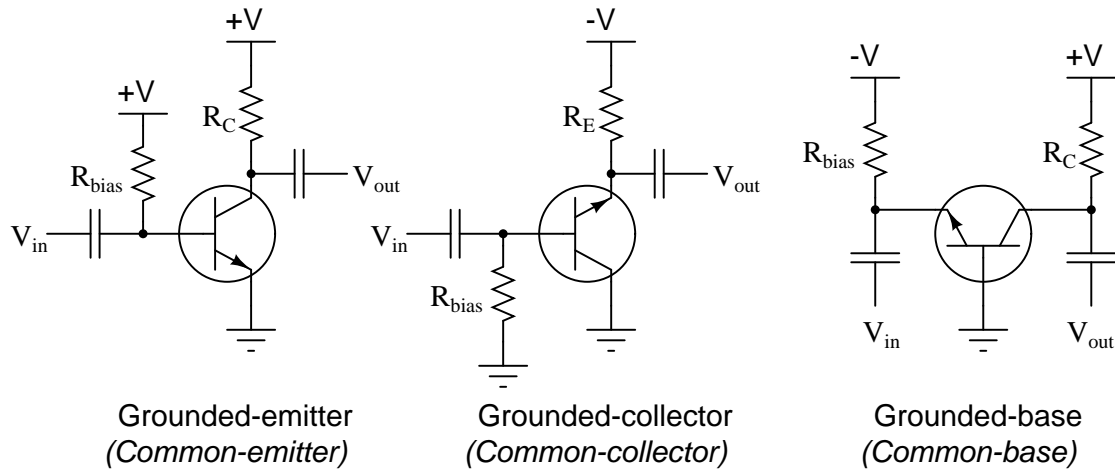 +V
R_C
+V
R_bias
V_in
V_out
Grounded-emitter
(Common-emitter)
-V
R_E
V_in
V_out
R_bias
Grounded-collector
(Common-collector)
-V
+V
R_bias
R_C
V_in
V_out
Grounded-base
(Common-base)